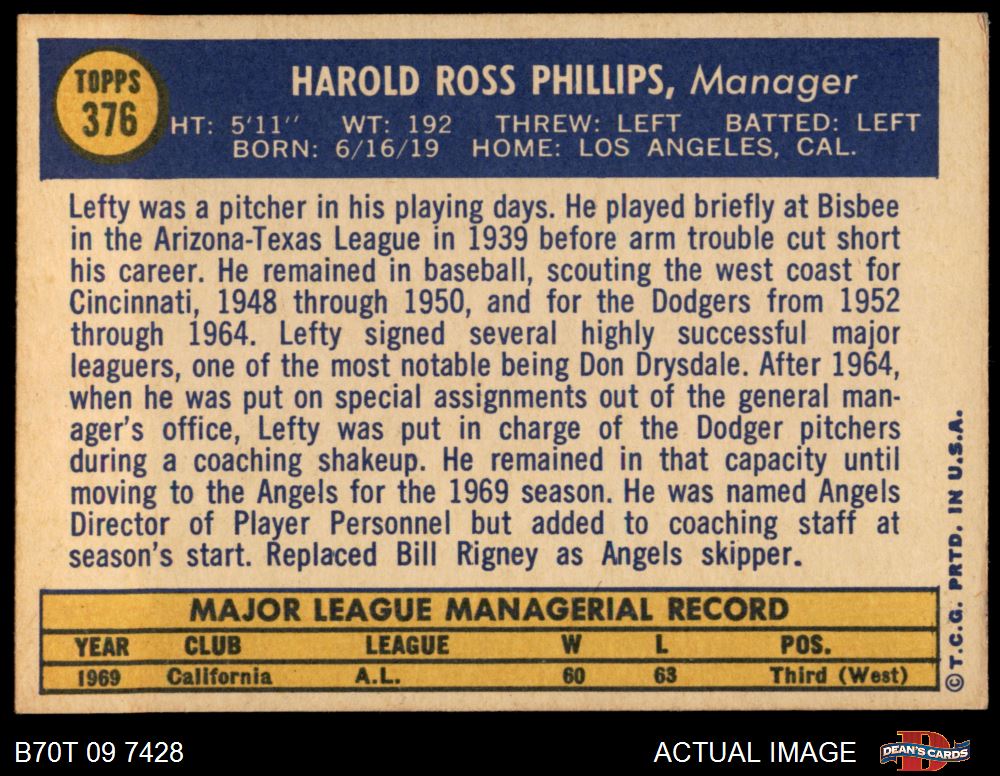 TOPPS
376
HAROLD ROSS PHILLIPS, Manager
HT: 5'11" WT: 192 THREW: LEFT BATTED: LEFT
BORN: 6/16/19 HOME: LOS ANGELES, CAL.
Lefty was a pitcher in his playing days. He played briefly at Bisbee
in the Arizona-Texas League in 1939 before arm trouble cut short
his career. He remained in baseball, scouting the west coast for
Cincinnati, 1948 through 1950, and for the Dodgers from 1952
through 1964. Lefty signed several highly successful major
leaguers, one of the most notable being Don Drysdale. After 1964,
when he was put on special assignments out of the general man-
ager's office, Lefty was put in charge of the Dodger pitchers
during a coaching shakeup. He remained in that capacity until
moving to the Angels for the 1969 season. He was named Angels
Director of Player Personnel but added to coaching staff at
season's start. Replaced Bill Rigney as Angels skipper.
MAJOR LEAGUE MANAGERIAL RECORD
YEAR CLUB LEAGUE W L POS.
1969 California A.L. 60 63 Third (West)
©T.C.G. PRTD. IN U.S.A.
B70T 09 7428
ACTUAL IMAGE
DEAN'S CARDS